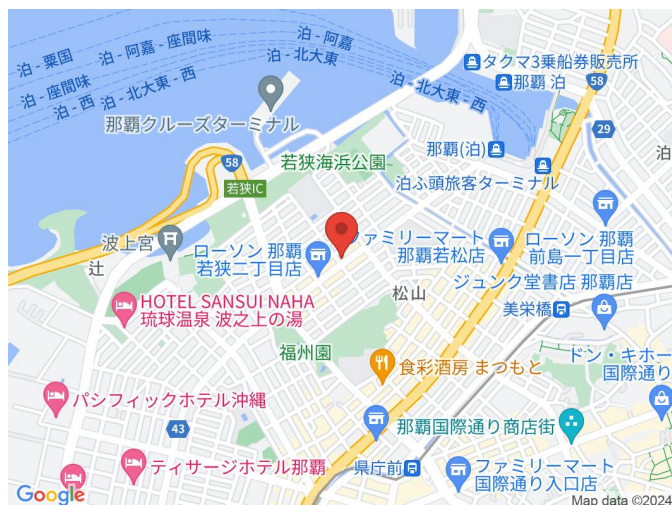 泊 - 粟国
泊 - 阿嘉 - 座間味
泊 - 座間味
泊 - 西
泊 - 北大東 - 西
泊 - 阿嘉
泊 - 北大東 - 西
タクマ3乗船券販売所
那覇 泊
58
那覇クルーズターミナル
29
泊
58
若狭IC
若狭海浜公園
那覇(泊)
泊ふ頭旅客ターミナル
波上宮
辻
ローソン 那覇
若狭二丁目店
ファミリーマート
那覇若松店
ローソン 那覇
前島一丁目店
ジュンク堂書店 那覇店
松山
美栄橋
HOTEL SANSUI NAHA
琉球温泉 波之上の湯
福州園
食彩酒房 まつもと
ドン・キホー
国際通り
パシフィックホテル沖縄
43
那覇国際通り商店街
ティサージホテル那覇
県庁前
ファミリーマート
国際通り入口店
Google
Map data ©2024